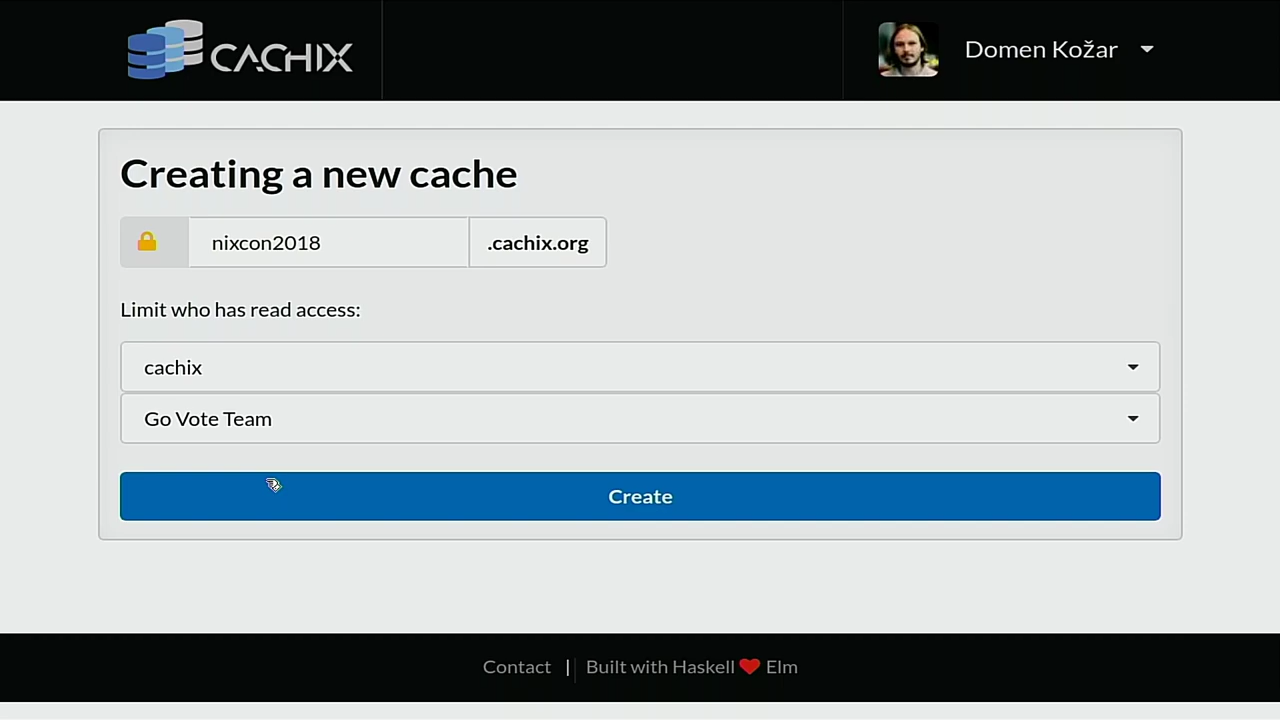 CACHIX
Domen Kožar
Creating a new cache
nixcon2018 .cachix.org
Limit who has read access:
cachix
Go Vote Team
Create
Contact | Built with Haskell ❤ Elm